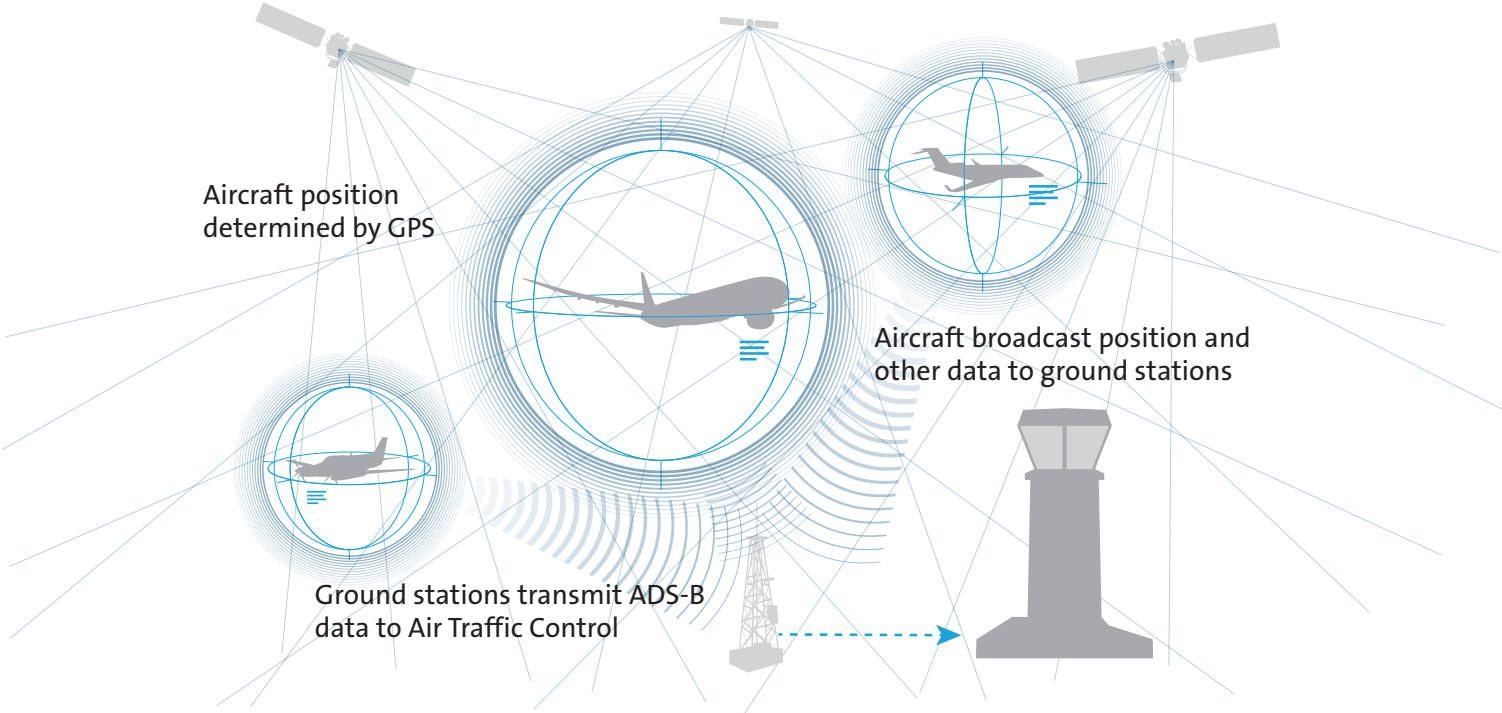 Aircraft position
determined by GPS
Aircraft broadcast position and
other data to ground stations
Ground stations transmit ADS-B
data to Air Traffic Control